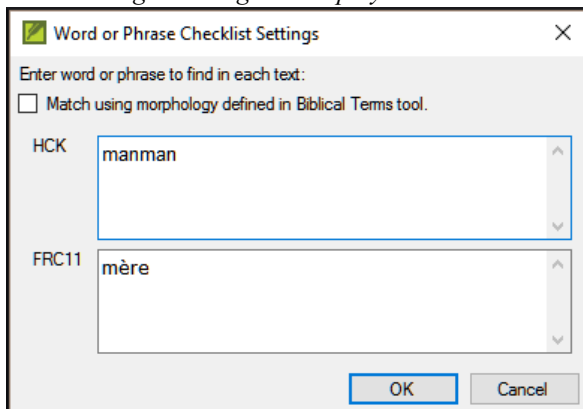 Word or Phrase Checklist Settings
Enter word or phrase to find in each text:
Match using morphology defined in Biblical Terms tool.
HCK
manman
FRC11
mère
OK
Cancel